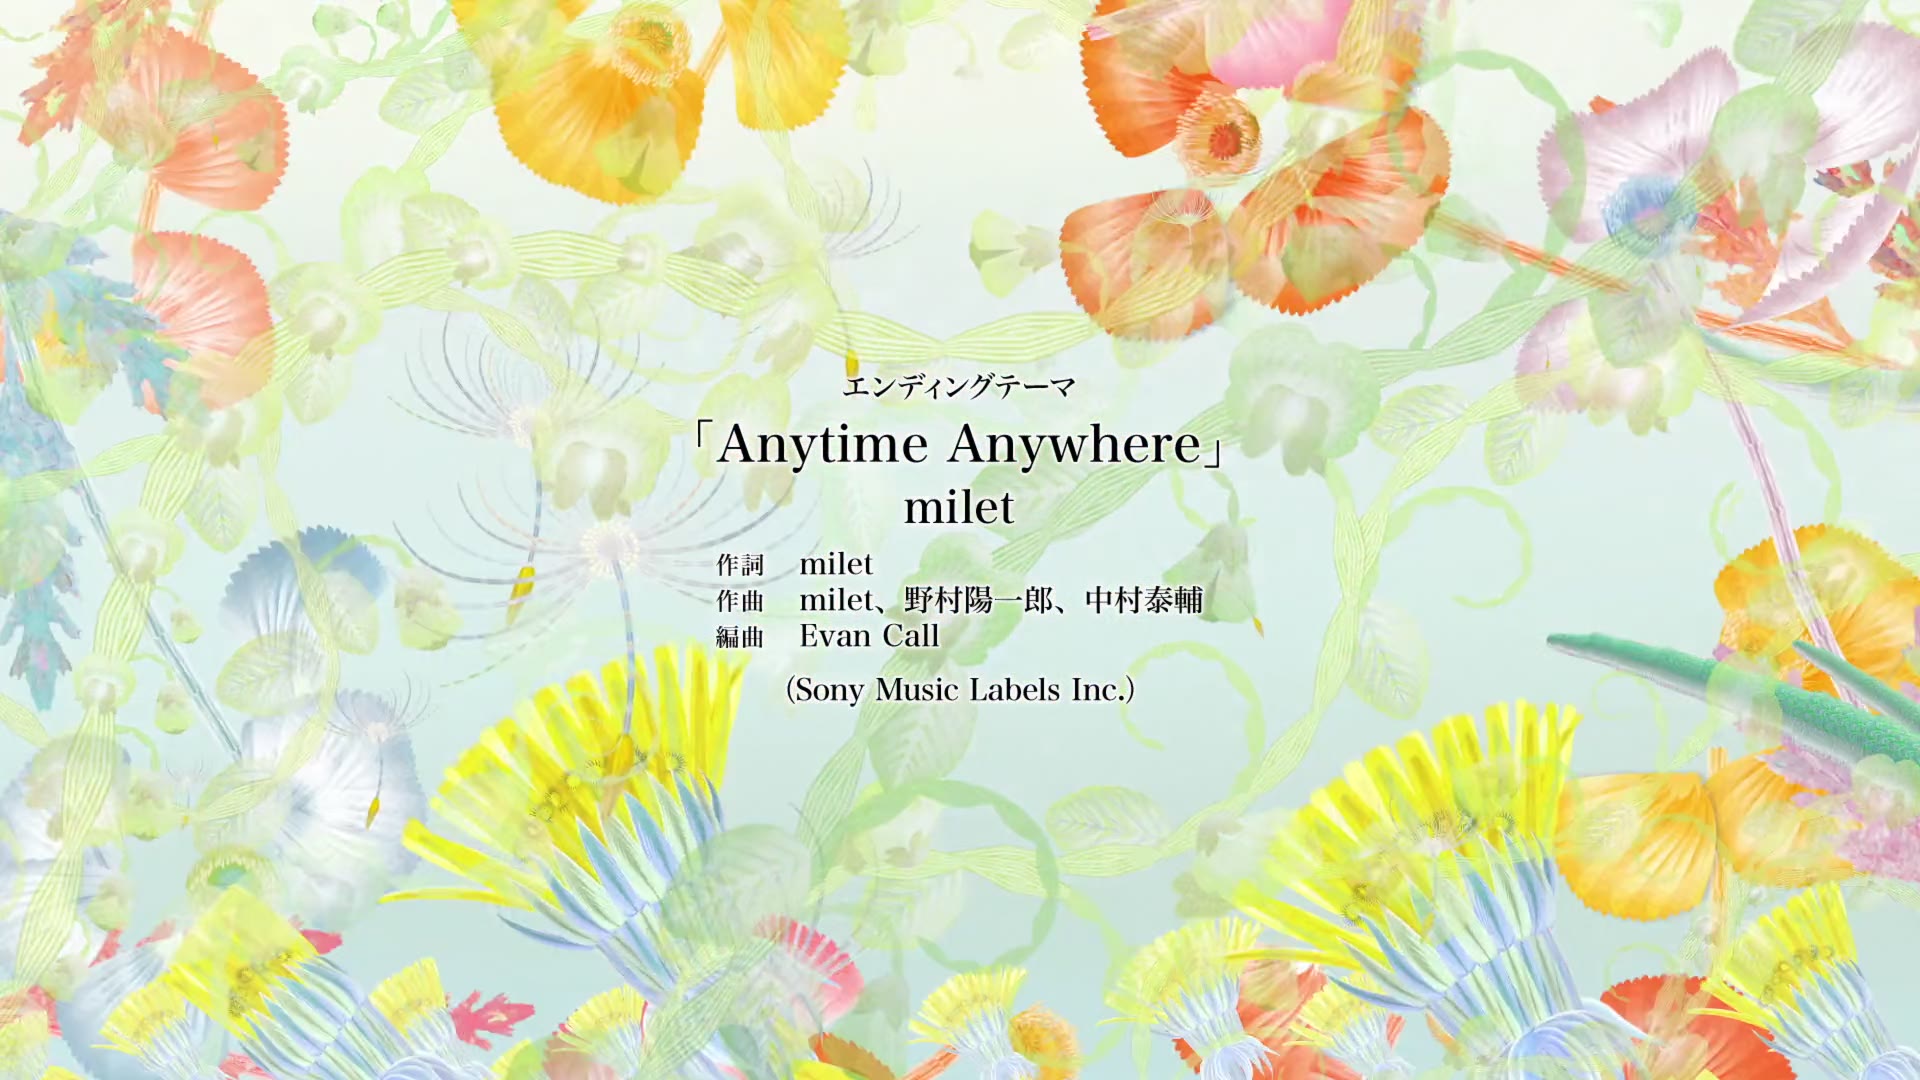 エンディングテーマ
「Anytime Anywhere」
milet
作詞 milet
作曲 milet、野村陽一郎、中村泰輔
編曲 Evan Call
(Sony Music Labels Inc.)